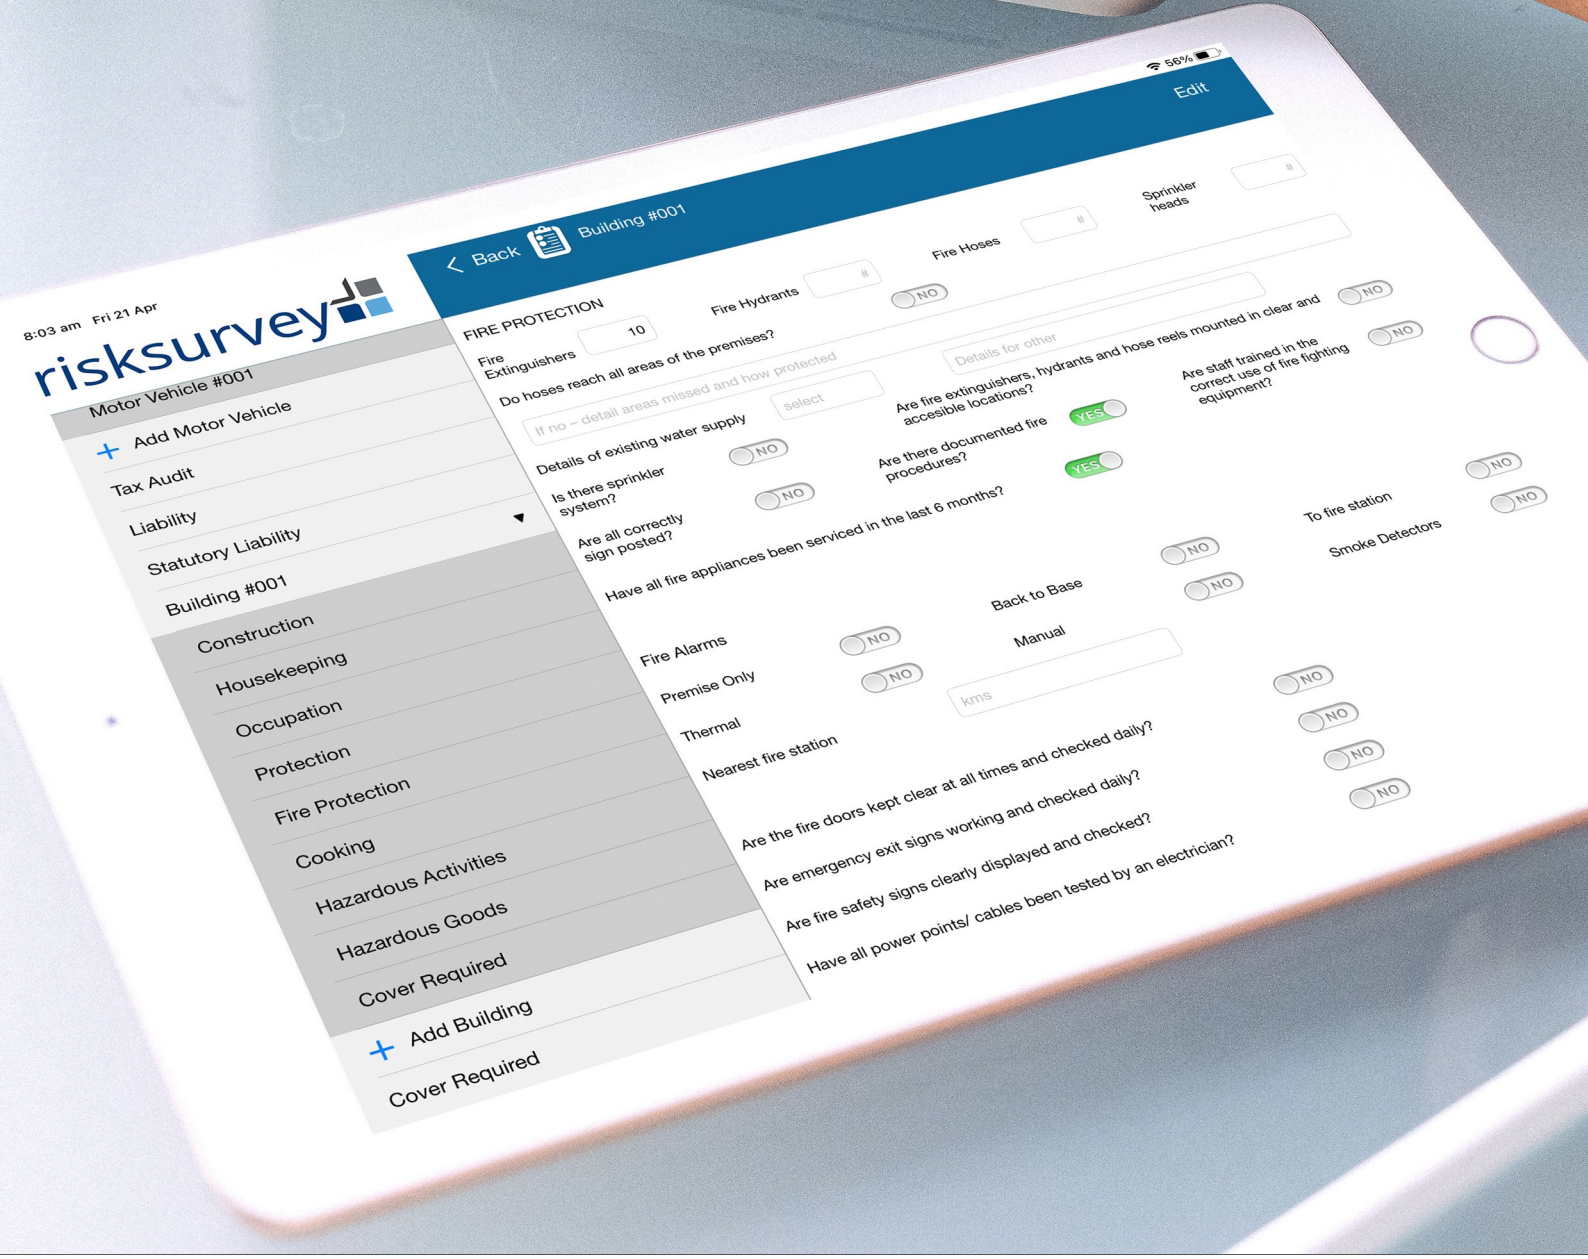 8:03 am Fri 21 Apr
56%
risksurvey
Motor Vehicle #001
Add Motor Vehicle
Tax Audit
Liability
Statutory Liability
Building #001
Construction
Housekeeping
Occupation
Protection
Fire Protection
Cooking
Hazardous Activities
Hazardous Goods
Cover Required
Add Building
Cover Required
Back Building #001 Edit
FIRE PROTECTION
Fire
Extinguishers 10 Fire Hydrants # Fire Hoses # Sprinkler
heads #
Do hoses reach all areas of the premises? NO
If no – detail areas missed and how protected
Details of existing water supply select Details for other
Is there sprinkler
system? NO
Are fire extinguishers, hydrants and hose reels mounted in clear and
accesible locations? NO
Are all correctly
sign posted? NO
Are there documented fire
procedures? YES
Are staff trained in the
correct use of fire fighting
equipment? NO
Have all fire appliances been serviced in the last 6 months? YES
Fire Alarms
Premise Only NO Back to Base NO To fire station NO
Thermal NO Manual NO Smoke Detectors NO
Nearest fire station kms
Are the fire doors kept clear at all times and checked daily? NO
Are emergency exit signs working and checked daily? NO
Are fire safety signs clearly displayed and checked? NO
Have all power points/ cables been tested by an electrician? NO